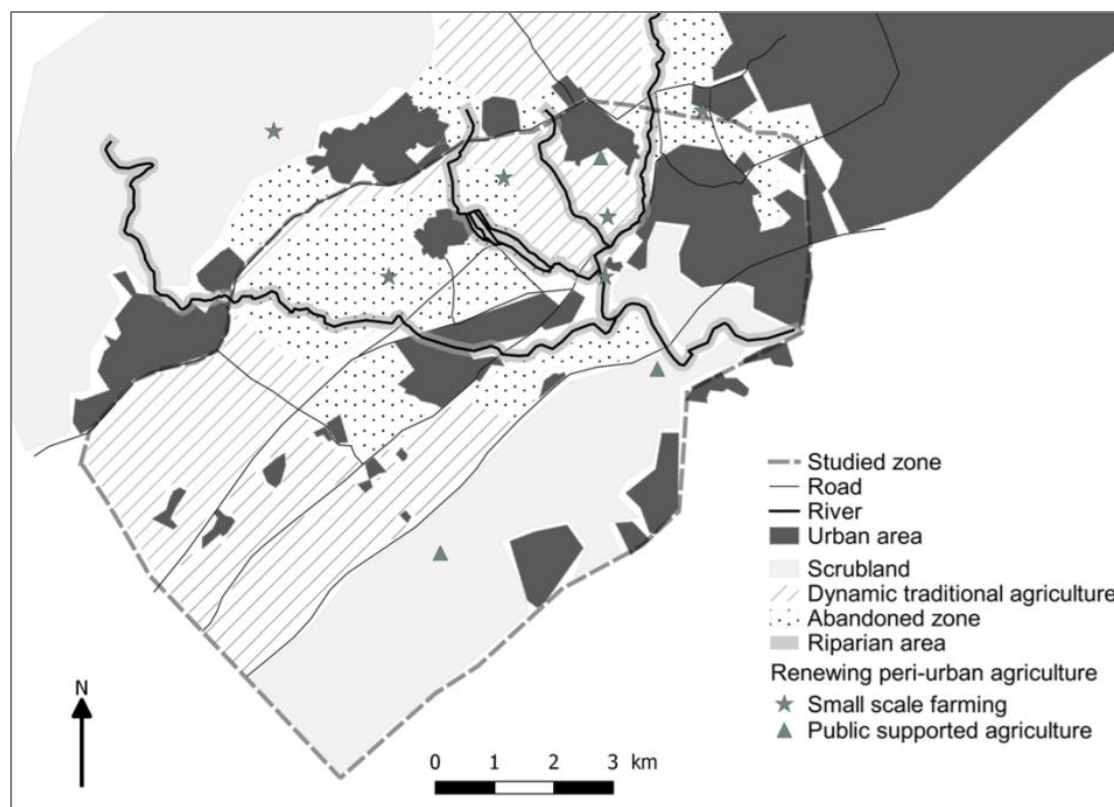 Studied zone
Road
River
Urban area
Scrubland
Dynamic traditional agriculture
Abandoned zone
Riparian area
Renewing peri-urban agriculture
Small scale farming
Public supported agriculture
N
0 1 2 3 km